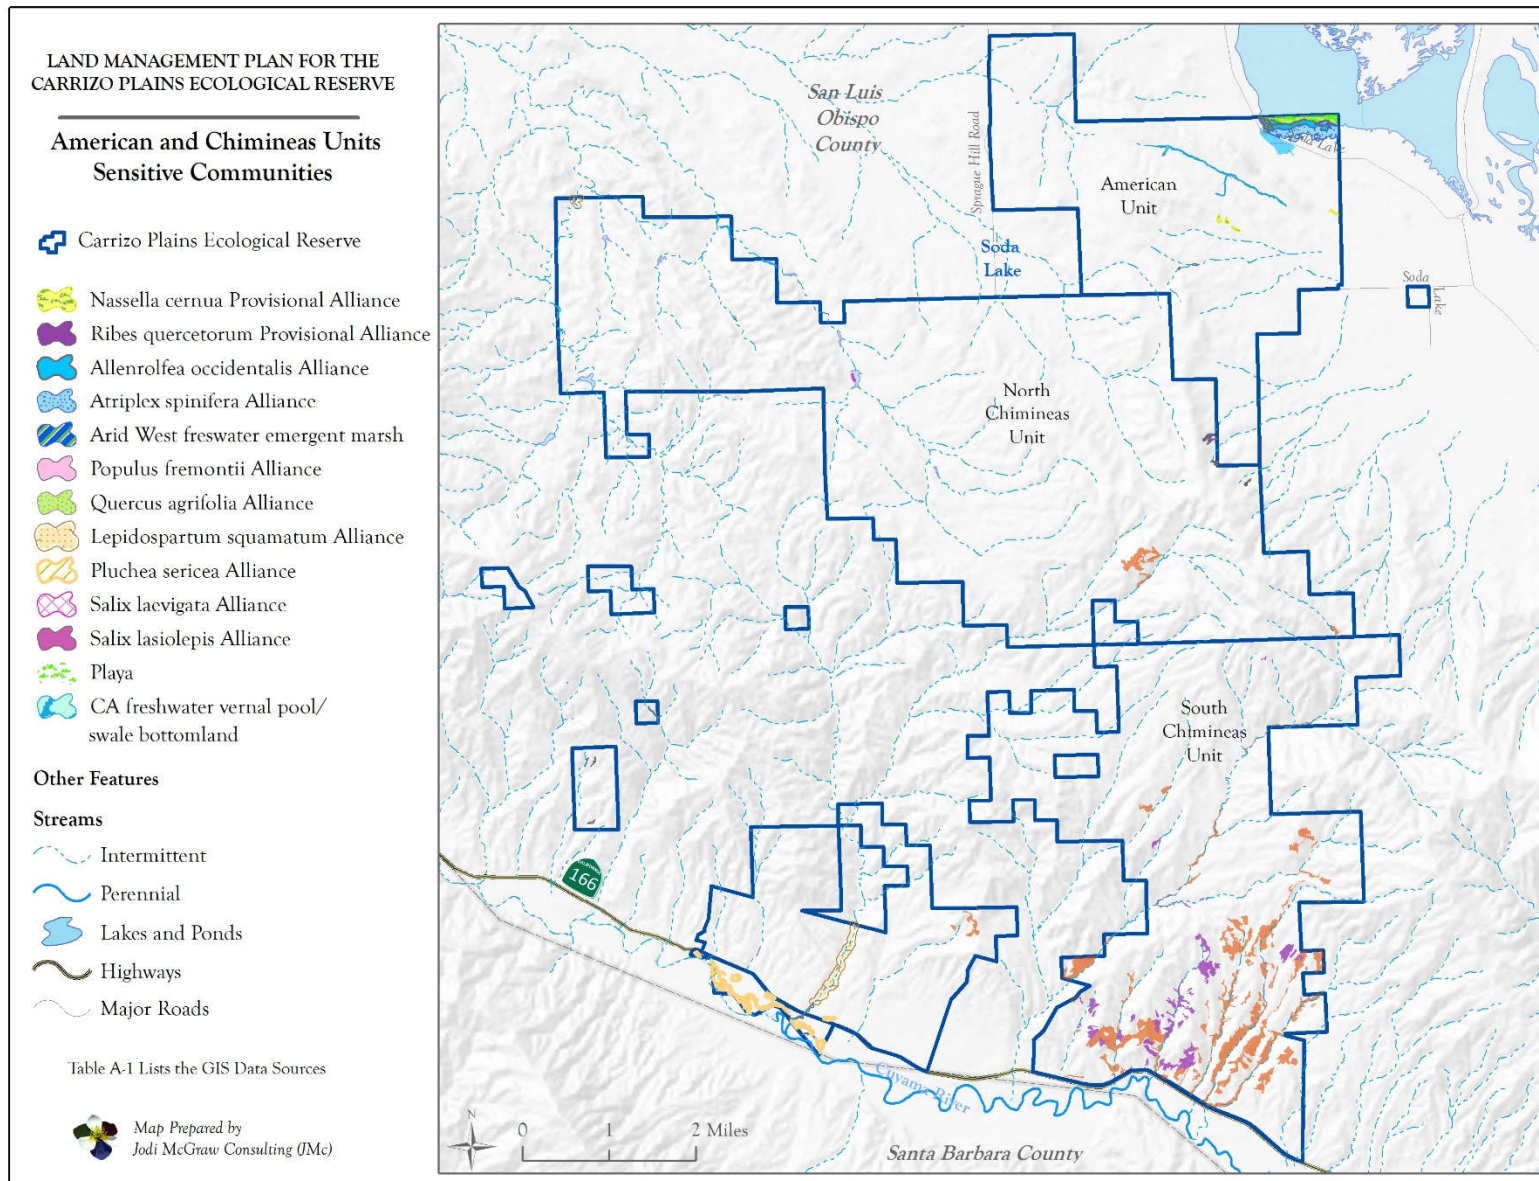 LAND MANAGEMENT PLAN FOR THE
CARRIZO PLAINS ECOLOGICAL RESERVE
American and Chimineas Units
Sensitive Communities
Carrizo Plains Ecological Reserve
Nassella cernua Provisional Alliance
Ribes quercetorum Provisional Alliance
Allenrolfea occidentalis Alliance
Atriplex spinifera Alliance
Arid West freswater emergent marsh
Populus fremontii Alliance
Quercus agrifolia Alliance
Lepidospartum squamatum Alliance
Pluchea sericea Alliance
Salix laevigata Alliance
Salix lasiolepis Alliance
Playa
CA freshwater vernal pool/
swale bottomland
Other Features
Streams
Intermittent
Perennial
Lakes and Ponds
Highways
Major Roads
Table A-1 Lists the GIS Data Sources
Map Prepared by
Jodi McGraw Consulting (JMc)
San Luis
Obispo
County
Sprague Hill Road
American
Unit
Soda
Lake
Soda
Lake
North
Chimineas
Unit
South
Chimineas
Unit
166
Cuyama River
N
0 1 2 Miles
Santa Barbara County